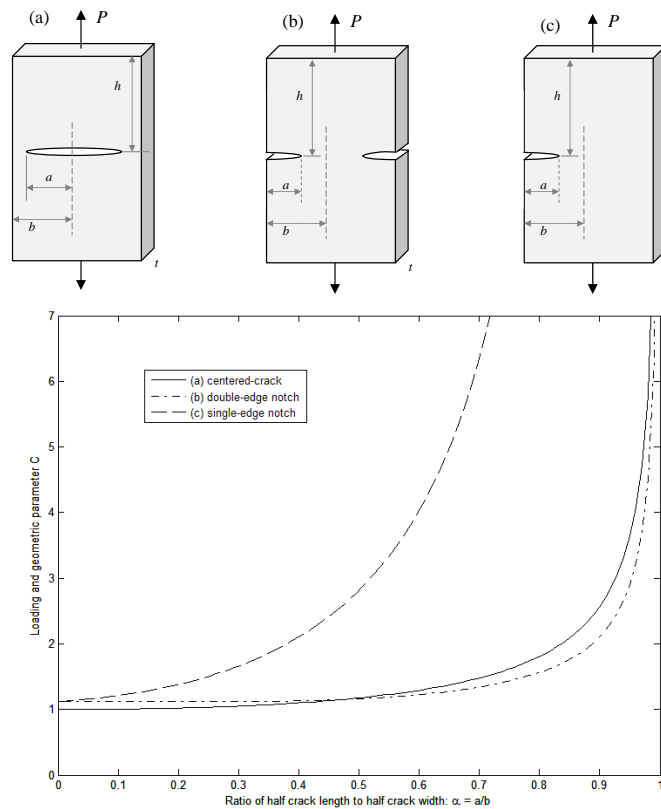 (a)
P
h
a
b
t
(b)
P
h
a
b
(c)
P
h
a
b
7
6
5
4
3
2
1
0
Loading and geometric parameter C
(a) centered-crack
(b) double-edge notch
(c) single-edge notch
0 0.1 0.2 0.3 0.4 0.5 0.6 0.7 0.8 0.9 1
Ratio of half crack length to half crack width: α = a/b